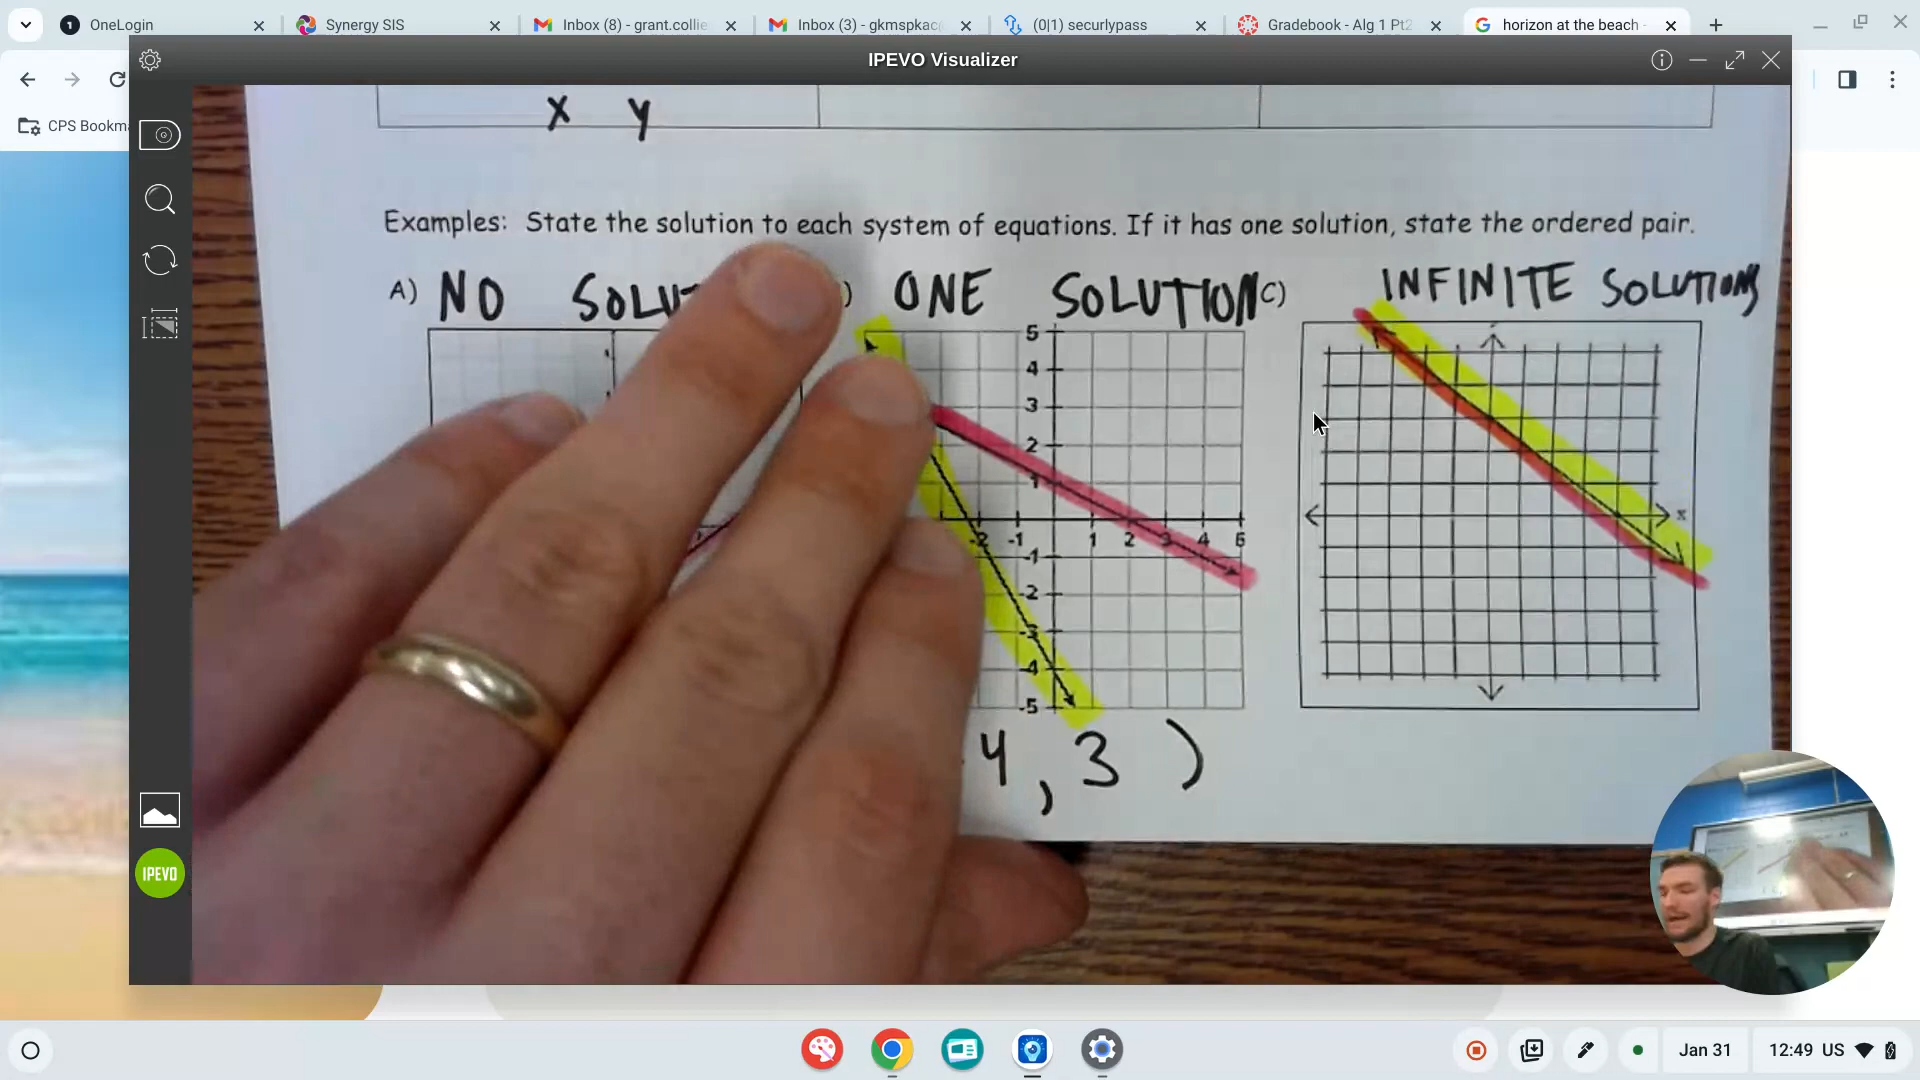 OneLogin
Synergy SIS
Inbox (8) - grant.collie
Inbox (3) - gkmspkac@
(0|1) securlypass
Gradebook - Alg 1 Pt2
horizon at the beach -
IPEVO Visualizer
CPS Bookma
x y
Examples: State the solution to each system of equations. If it has one solution, state the ordered pair.
A) NO SOLUT
) ONE SOLUTION
C) INFINITE SOLUTIONS
5
4
3
2
1
-2 -1 1 2 3 4 5
-1
-2
-3
-4
-5
x
4, 3 )
IPEVO
Jan 31
12:49 US